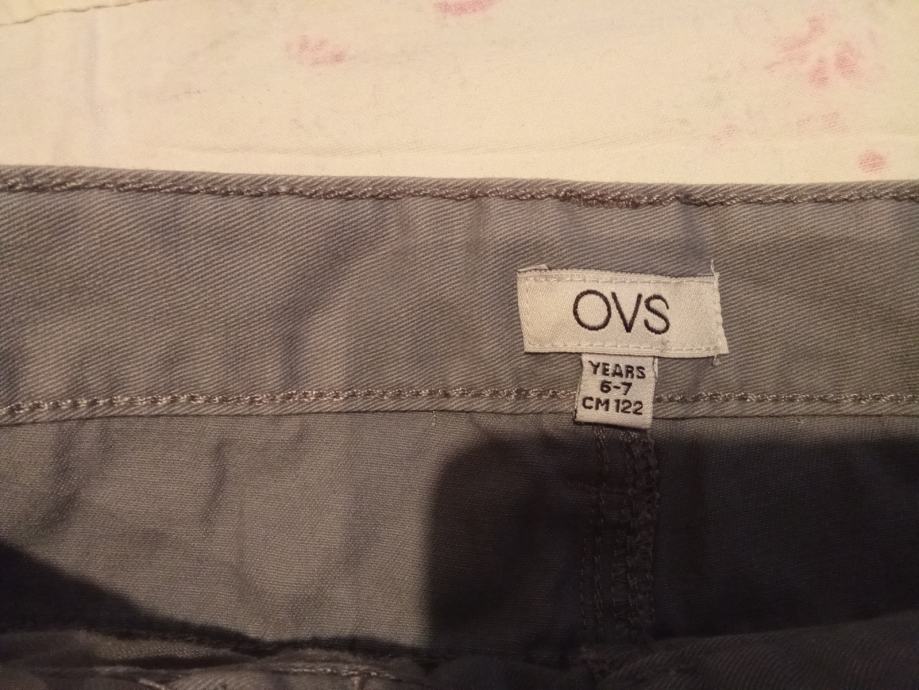 OVS
YEARS
6-7
CM 122